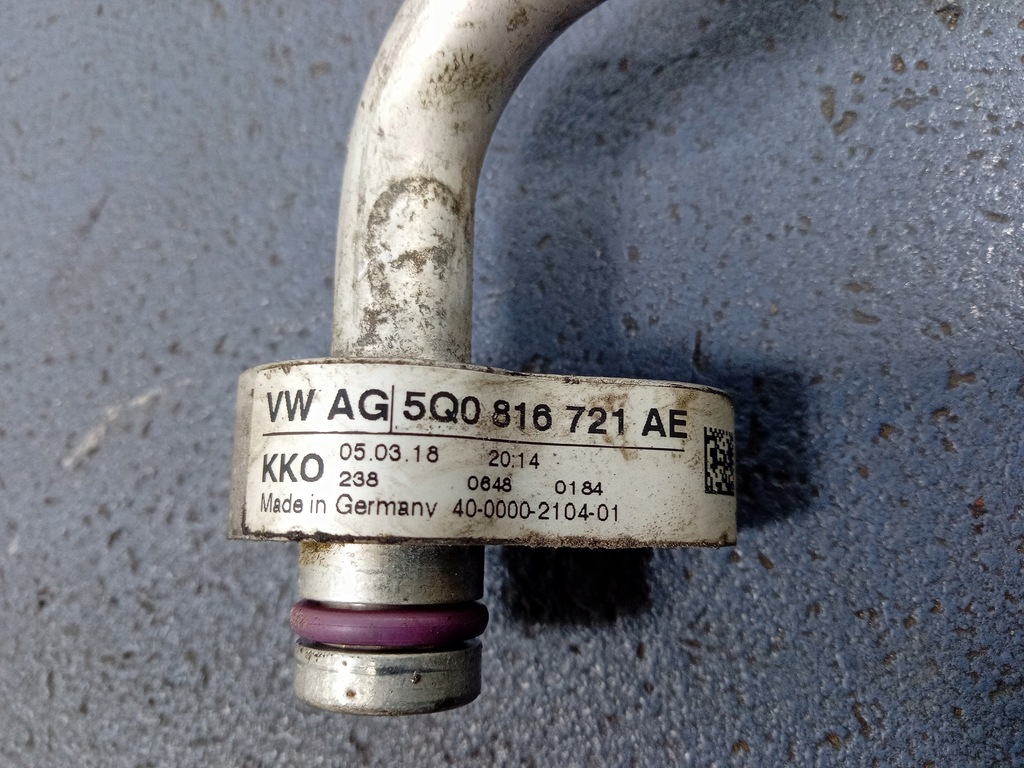 VW AG 5Q0 816 721 AE
KKO 05.03.18 20:14
238 0648 0184
Made in Germany 40-0000-2104-01